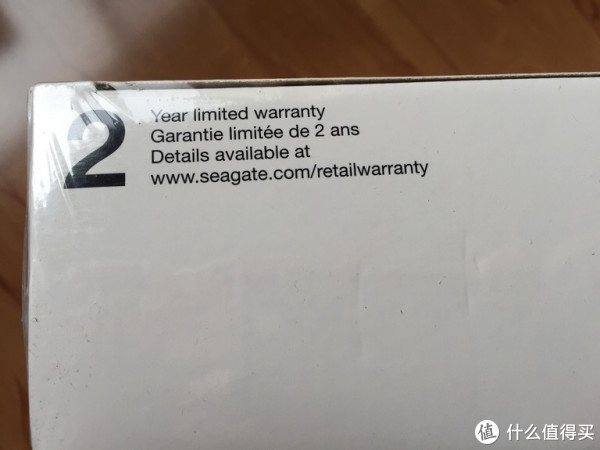 2
Year limited warranty
Garantie limitée de 2 ans
Details available at
www.seagate.com/retailwarranty
值 什么值得买